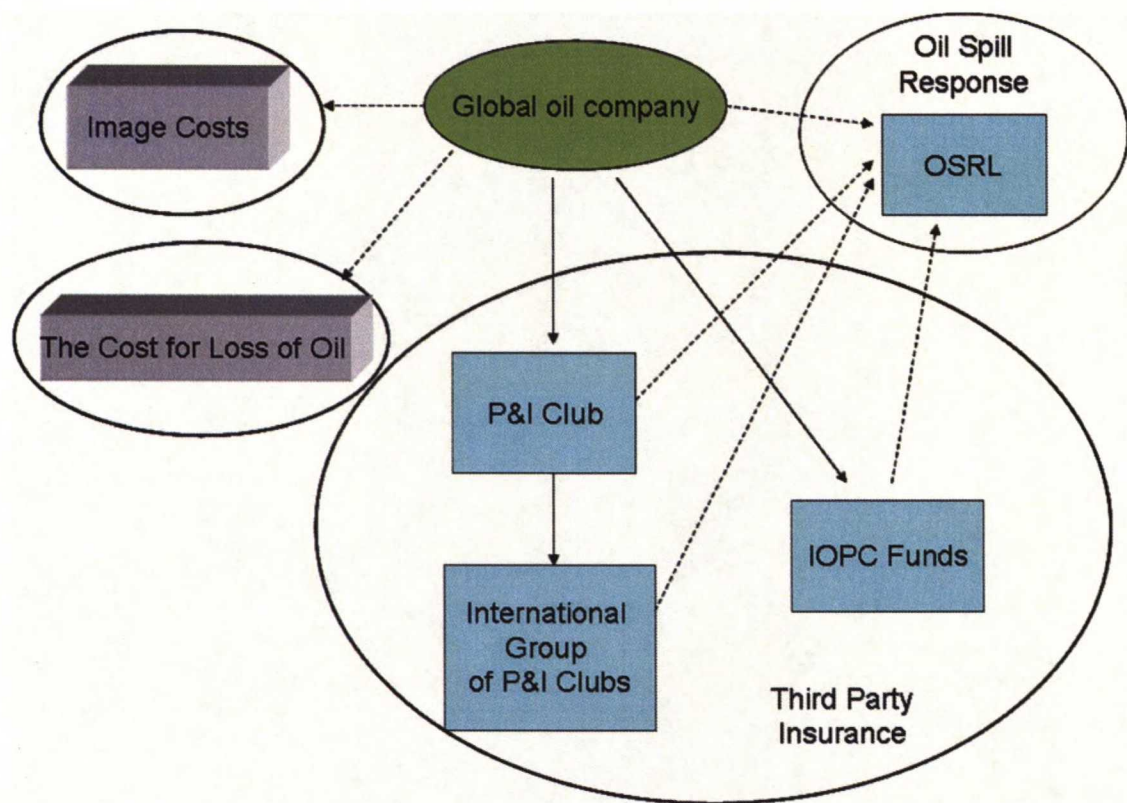 Oil Spill
Response
Global oil company
Image Costs
OSRL
The Cost for Loss of Oil
P&I Club
IOPC Funds
International
Group
of P&I Clubs
Third Party
Insurance